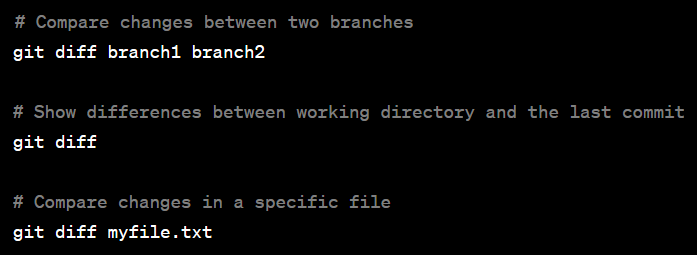 # Compare changes between two branches
git diff branch1 branch2
# Show differences between working directory and the last commit
git diff
# Compare changes in a specific file
git diff myfile.txt